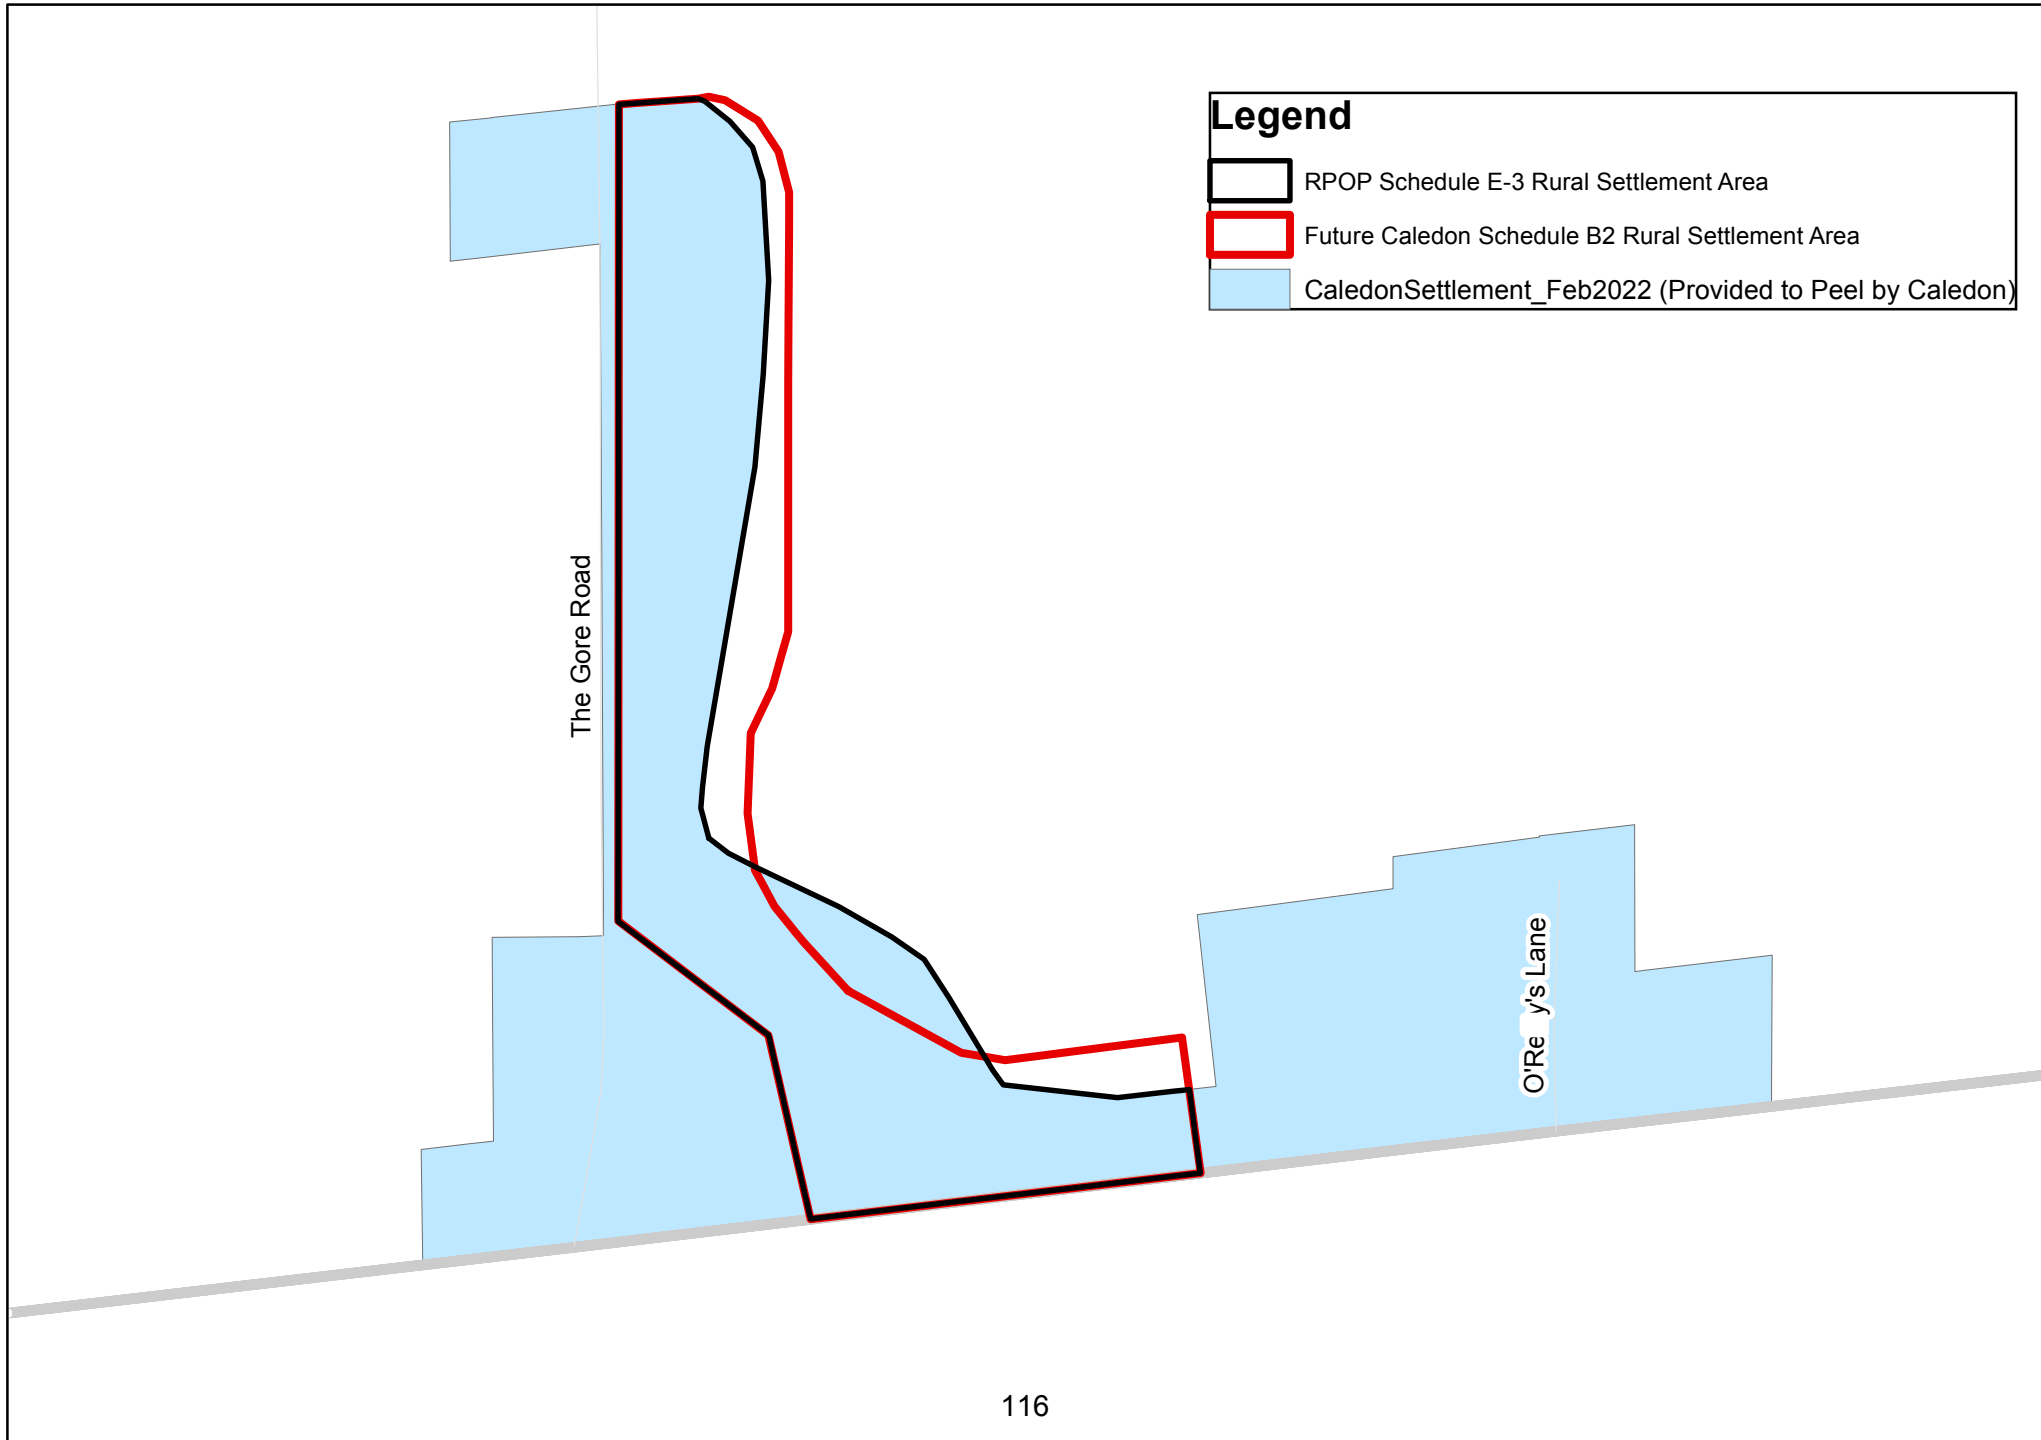 Legend
RPOP Schedule E-3 Rural Settlement Area
Future Caledon Schedule B2 Rural Settlement Area
CaledonSettlement_Feb2022 (Provided to Peel by Caledon)
The Gore Road
Lane
116